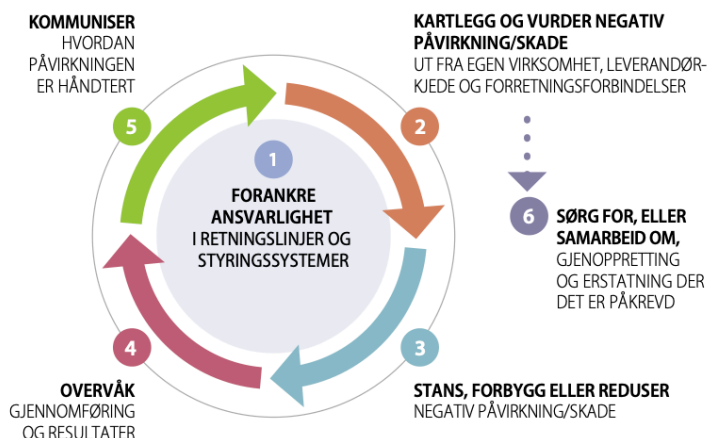 1
FORANKRE
ANSVARLIGHET
I RETNINGSLINJER OG
STYRINGSSYSTEMER
KARTLEGG OG VURDER NEGATIV
PÅVIRKNING/SKADE
UT FRA EGEN VIRKSOMHET, LEVERANDØR-
KJEDE OG FORRETNINGSFORBINDELSER
2
3
STANS, FORBYGG ELLER REDUSER
NEGATIV PÅVIRKNING/SKADE
4
OVERVÅK
GJENNOMFØRING
OG RESULTATER
KOMMUNISER
HVORDAN
PÅVIRKNINGEN
ER HÅNDTERT
5
6
SØRG FOR, ELLER
SAMARBEID OM,
GJENOPPRETTING
OG ERSTATNING DER
DET ER PÅKREVD